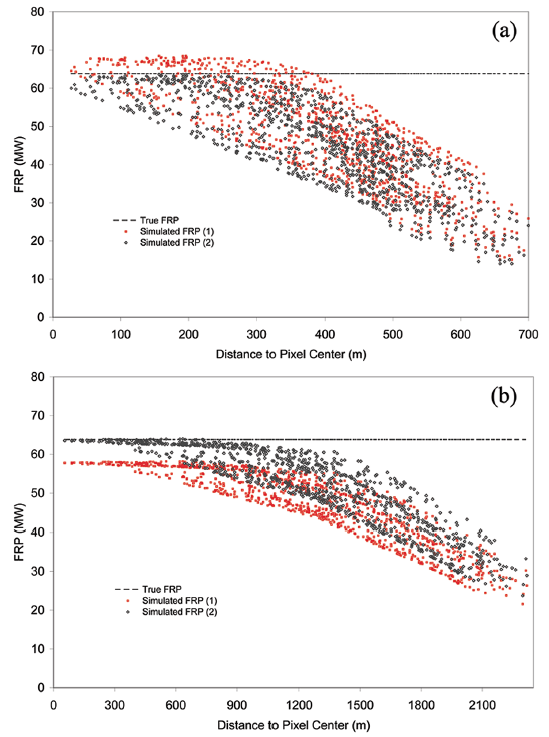 (a)
80
70
60
50
40
30
20
10
0
FRP (MW)
True FRP
Simulated FRP (1)
Simulated FRP (2)
0 100 200 300 400 500 600 700
Distance to Pixel Center (m)
(b)
80
70
60
50
40
30
20
10
0
FRP (MW)
True FRP
Simulated FRP (1)
Simulated FRP (2)
0 300 600 900 1200 1500 1800 2100
Distance to Pixel Center (m)